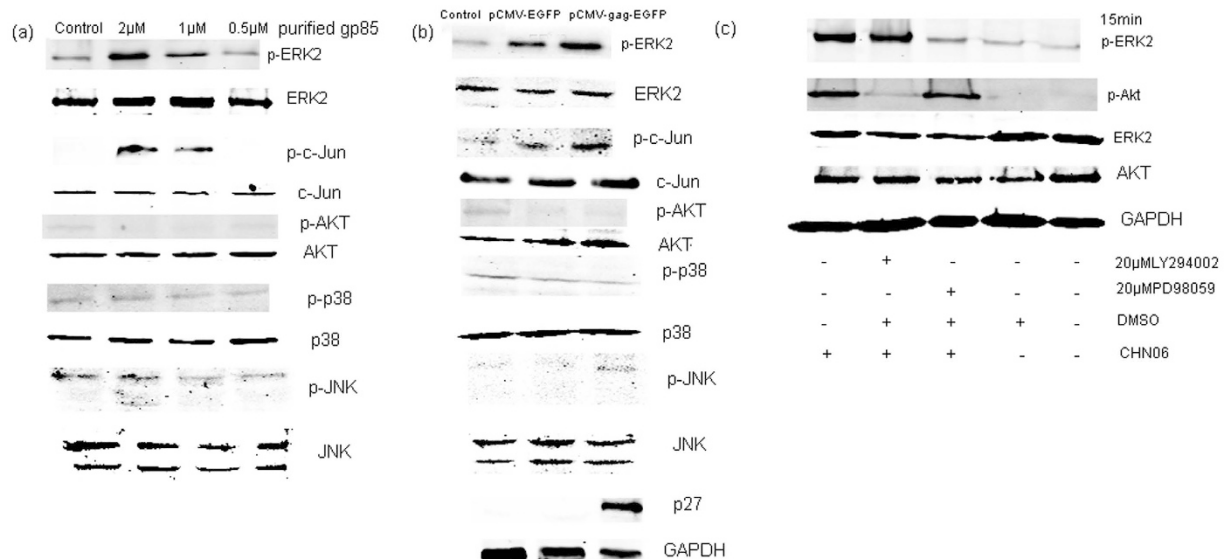 (a)
Control 2μM 1μM 0.5μM purified gp85
p-ERK2
ERK2
p-c-Jun
c-Jun
p-AKT
AKT
p-p38
p38
p-JNK
JNK
(b)
Control pCMV-EGFP pCMV-gag-EGFP
p-ERK2
ERK2
p-c-Jun
c-Jun
p-AKT
AKT
p-p38
p38
p-JNK
JNK
p27
GAPDH
(c)
15min
p-ERK2
p-Akt
ERK2
AKT
GAPDH
- + - - - 20μMLY294002
- - + - - 20μMPD98059
- + + + - DMSO
+ + + - - CHN06